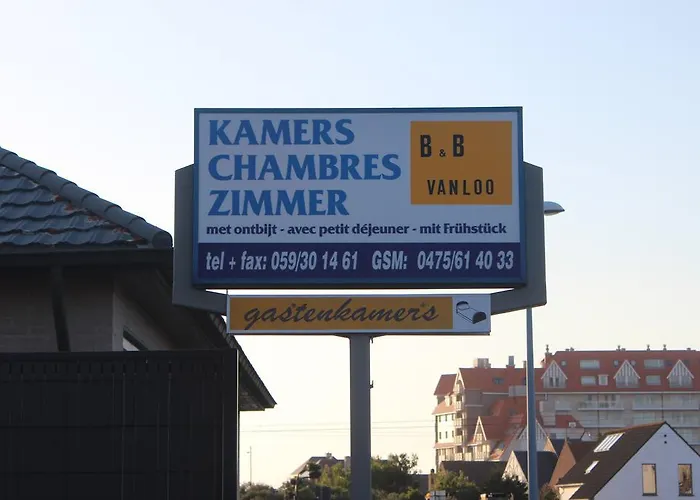 KAMERS
CHAMBRES
ZIMMER
B & B
VANLOO
met ontbijt - avec petit déjeuner - mit Frühstück
tel + fax: 059/30 14 61 GSM: 0475/61 40 33
gastenkamers